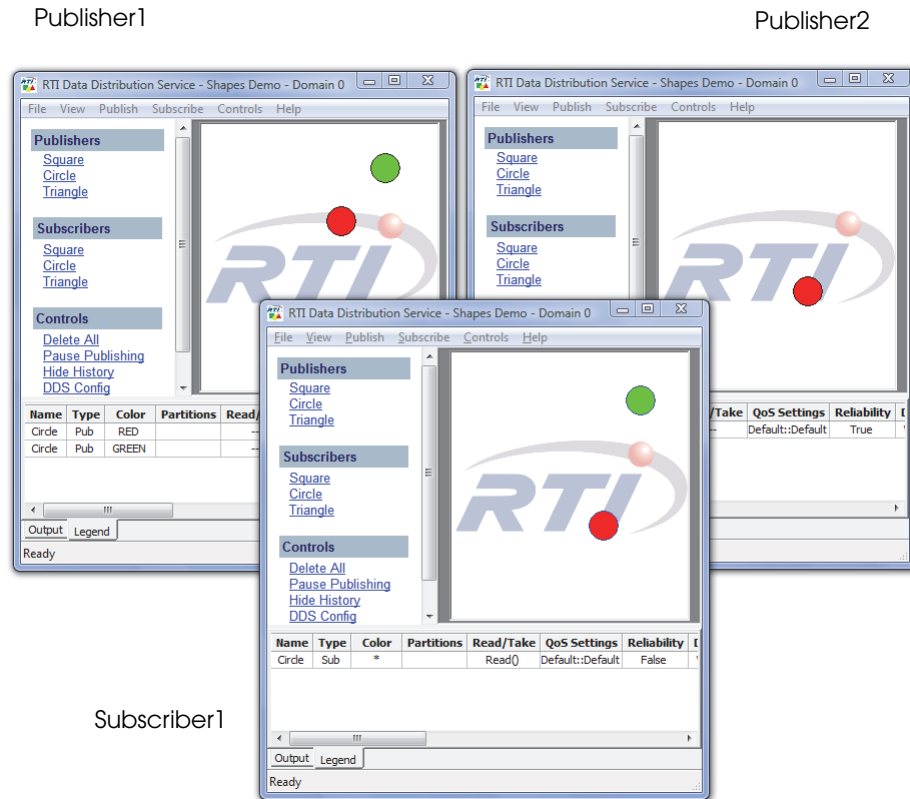 Publisher1
Publisher2
RTI Data Distribution Service - Shapes Demo - Domain 0
File View Publish Subscribe Controls Help
Publishers
Square
Circle
Triangle
Subscribers
Square
Circle
Triangle
Controls
Delete All
Pause Publishing
Hide History
DDS Config
RTI
Name Type Color Partitions Read/
Circle Pub RED --
Circle Pub GREEN --
Output Legend
Ready
RTI Data Distribution Service - Shapes Demo - Domain 0
File View Publish Subscribe Controls Help
Publishers
Square
Circle
Triangle
Subscribers
Square
Circle
Triangle
RTI
/Take QoS Settings Reliability
-- Default::Default True
RTI Data Distribution Service - Shapes Demo - Domain 0
File View Publish Subscribe Controls Help
Publishers
Square
Circle
Triangle
Subscribers
Square
Circle
Triangle
Controls
Delete All
Pause Publishing
Hide History
DDS Config
RTI
Name Type Color Partitions Read/Take QoS Settings Reliability
Circle Sub * Read() Default::Default False
Output Legend
Ready
Subscriber1